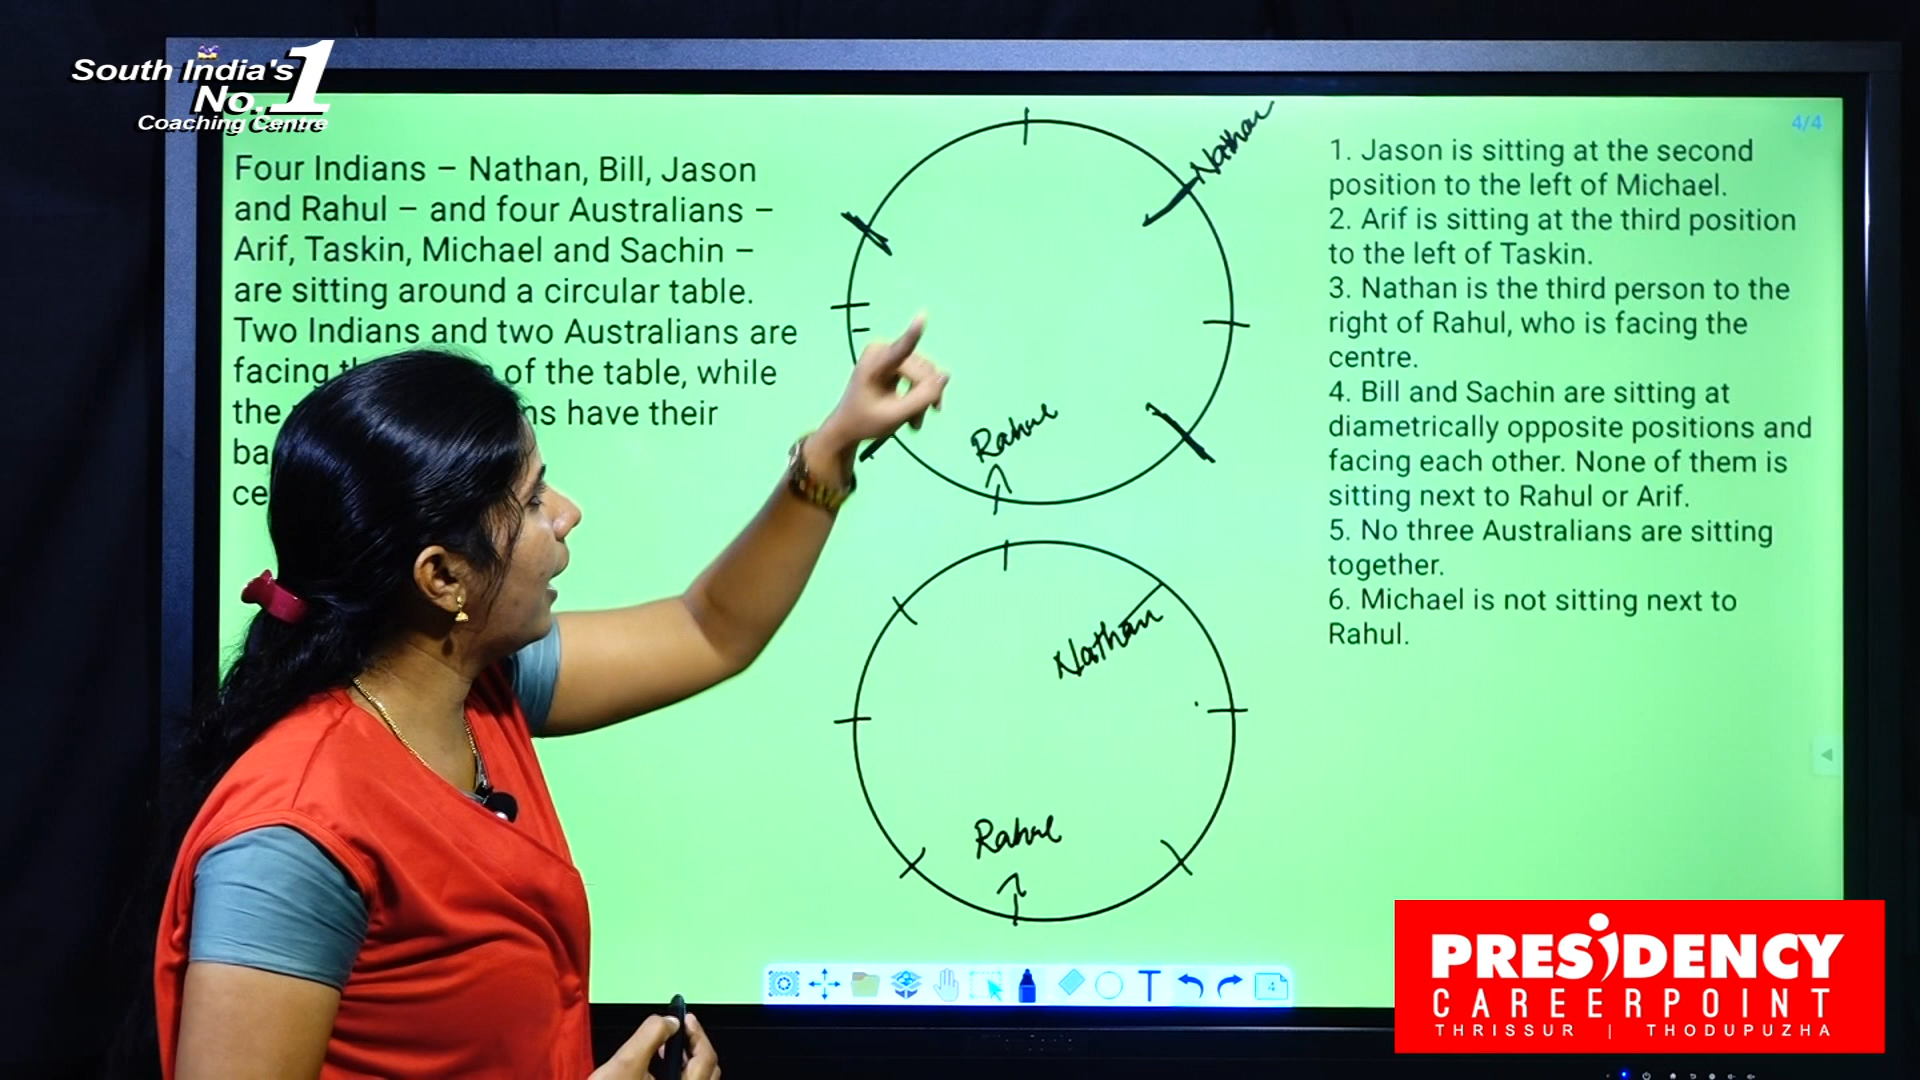 South India's
No.1
Coaching Centre
Four Indians – Nathan, Bill, Jason
and Rahul – and four Australians –
Arif, Taskin, Michael and Sachin –
are sitting around a circular table.
Two Indians and two Australians are
facing of the table, while
the have their
Nathan
Rahul
Nathan
Rahul
4/4
1. Jason is sitting at the second
position to the left of Michael.
2. Arif is sitting at the third position
to the left of Taskin.
3. Nathan is the third person to the
right of Rahul, who is facing the
centre.
4. Bill and Sachin are sitting at
diametrically opposite positions and
facing each other. None of them is
sitting next to Rahul or Arif.
5. No three Australians are sitting
together.
6. Michael is not sitting next to
Rahul.
PRESIDENCY
CAREERPOINT
THRISSUR | THODUPUZHA